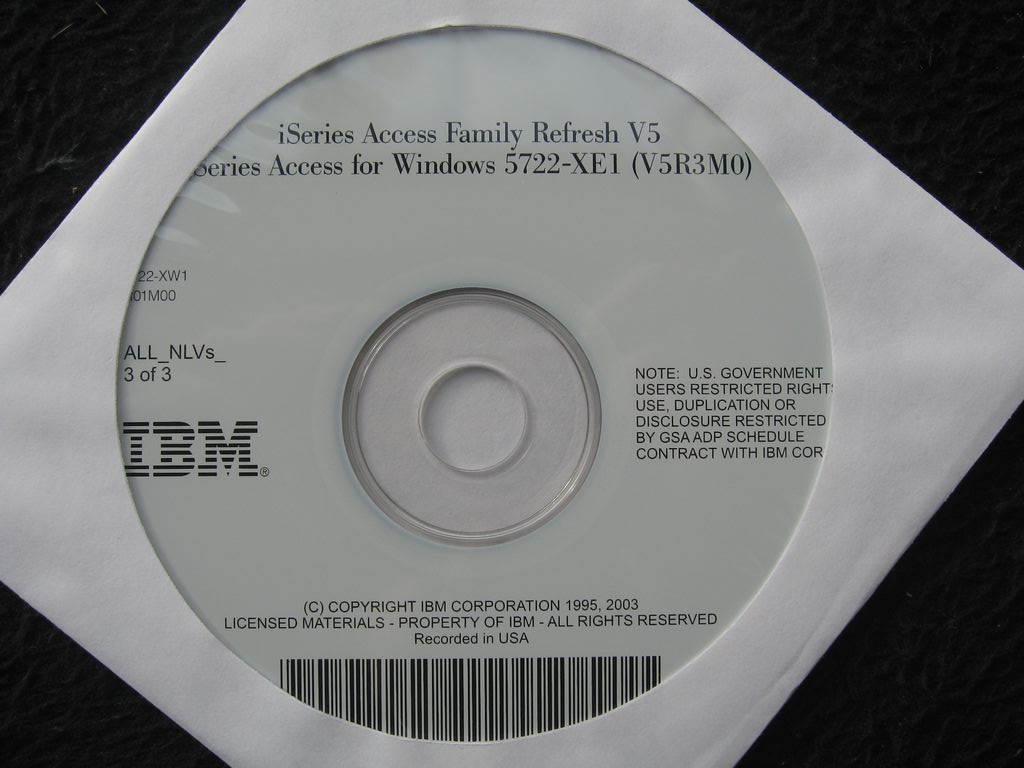 iSeries Access Family Refresh V5
Series Access for Windows 5722-XE1 (V5R3M0)
22-XW1
01M00
ALL_NLVs_
3 of 3
IBM®
NOTE: U.S. GOVERNMENT
USERS RESTRICTED RIGHTS
USE, DUPLICATION OR
DISCLOSURE RESTRICTED
BY GSA ADP SCHEDULE
CONTRACT WITH IBM COR
(C) COPYRIGHT IBM CORPORATION 1995, 2003
LICENSED MATERIALS - PROPERTY OF IBM - ALL RIGHTS RESERVED
Recorded in USA